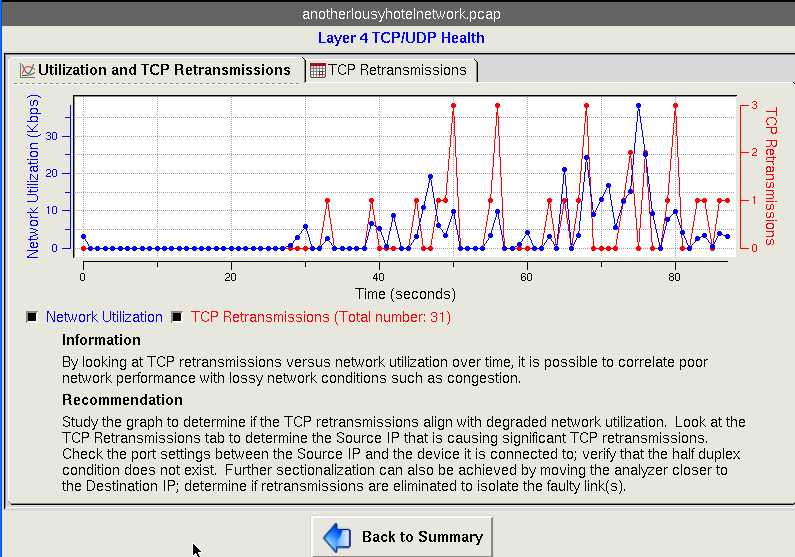 anotherlousyhotelnetwork.pcap
Layer 4 TCP/UDP Health
Utilization and TCP Retransmissions
TCP Retransmissions
Network Utilization (Kbps)
30
20
10
0
3
2
1
0
TCP Retransmissions
0 20 40 60 80
Time (seconds)
Network Utilization TCP Retransmissions (Total number: 31)
Information
By looking at TCP retransmissions versus network utilization over time, it is possible to correlate poor
network performance with lossy network conditions such as congestion.
Recommendation
Study the graph to determine if the TCP retransmissions align with degraded network utilization. Look at the
TCP Retransmissions tab to determine the Source IP that is causing significant TCP retransmissions.
Check the port settings between the Source IP and the device it is connected to; verify that the half duplex
condition does not exist. Further sectionalization can also be achieved by moving the analyzer closer to
the Destination IP; determine if retransmissions are eliminated to isolate the faulty link(s).
Back to Summary